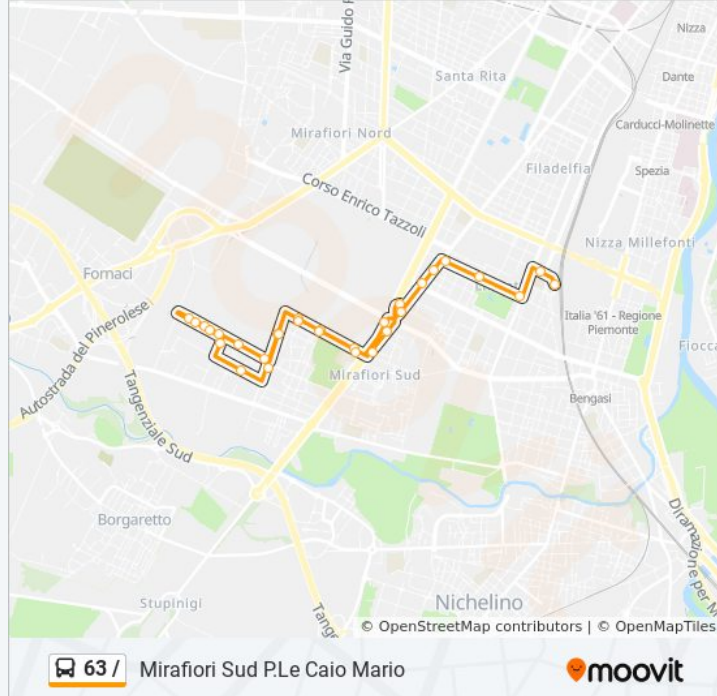 Via Guido R
Nizza
Santa Rita
Dante
Mirafiori Nord
Carducci-Molinette
Filadelfia
Spezia
Corso Enrico Tazzoli
Nizza Millefonti
Fornaci
Italia '61 - Regione
Piemonte
Autostrada del Pinerolese
Fiocca
Mirafiori Sud
Bengasi
Tangenziale Sud
Borgaretto
Diramazione per M
Stupinigi
Nichelino
Tang
© OpenStreetMap contributors | © OpenMapTiles
63 / Mirafiori Sud P.Le Caio Mario
moovit